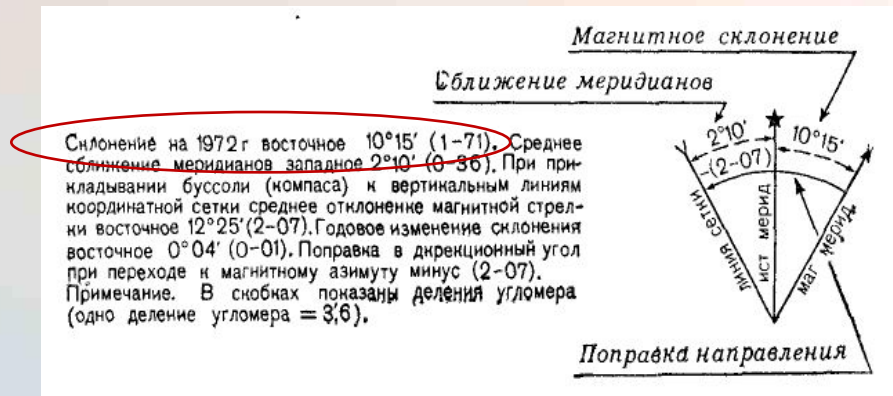 Магнитное склонение
Сближение меридианов
Склонение на 1972 г восточное 10°15′ (1-71). Среднее
сближение меридианов западное 2°10′ (0-36). При при-
кладывании буссоли (компаса) к вертикальным линиям
координатной сетки среднее отклонение магнитной стрел-
ки восточное 12°25′(2-07). Годовое изменение склонения
восточное 0°04′ (0-01). Поправка в дирекционный угол
при переходе к магнитному азимуту минус (2-07).
Примечание. В скобках показаны деления угломера
(одно деление угломера = 3,6).
2°10′
10°15′
-(2-07)
линия сетки
ист мерид
маг мерид.
Поправка направления